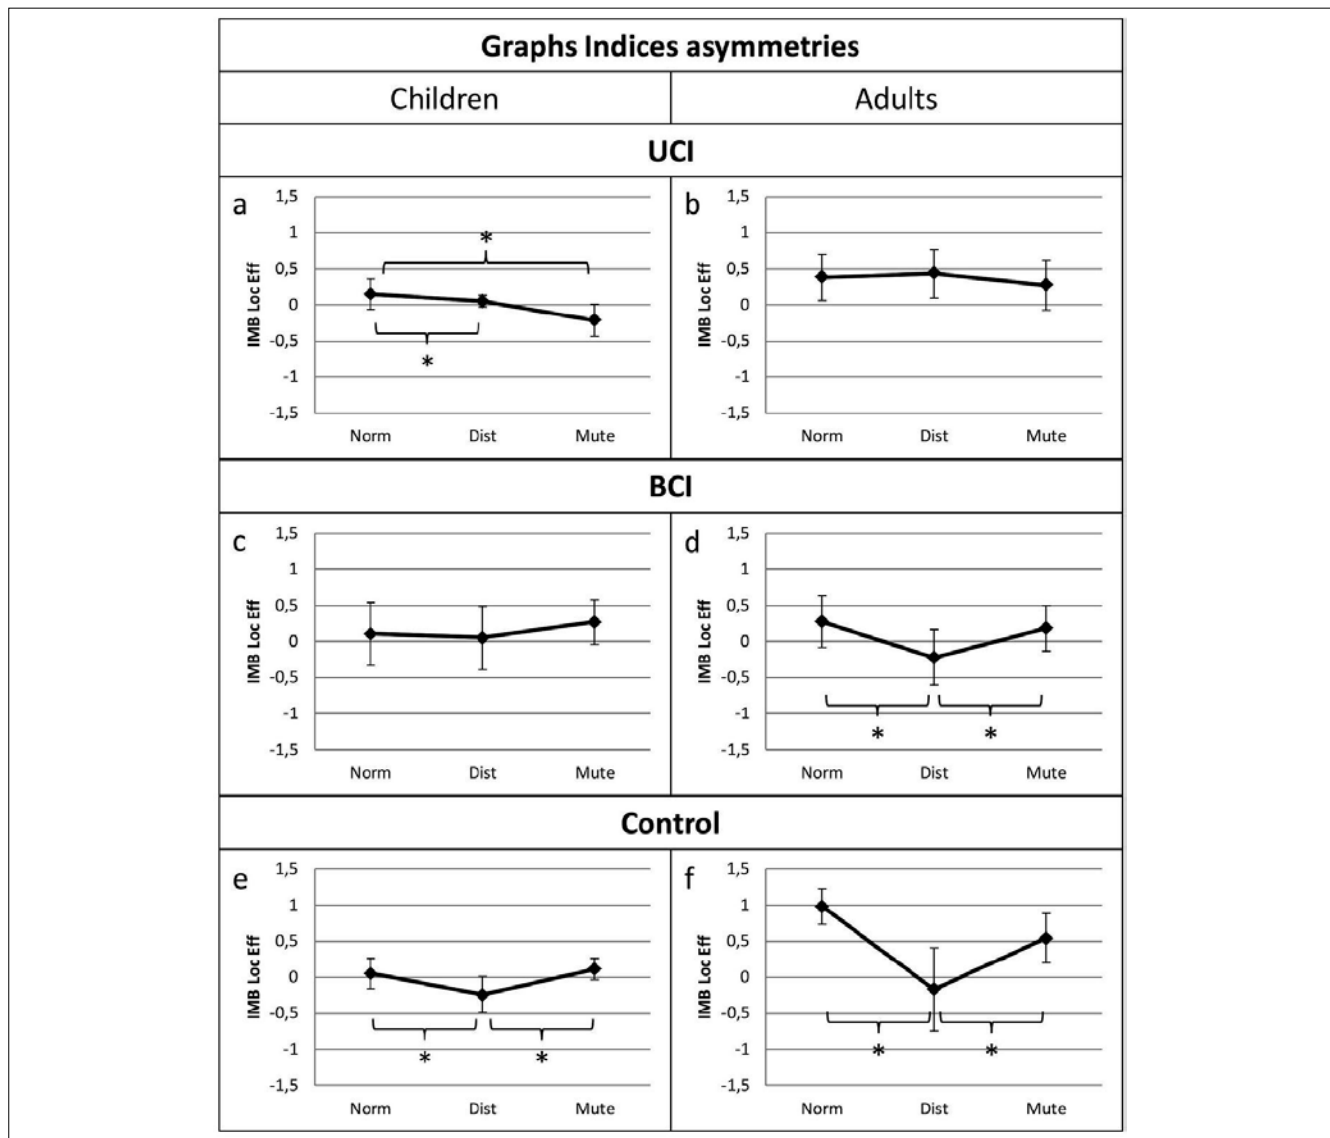 Graphs Indices asymmetries
Children Adults
UCI
a b
1,5 1,5
1 1
0,5 0,5
0 0
-0,5 -0,5
-1 -1
-1,5 -1,5
IMB Loc Eff IMB Loc Eff
*
*
Norm Dist Mute Norm Dist Mute
BCI
c d
1,5 1,5
1 1
0,5 0,5
0 0
-0,5 -0,5
-1 -1
-1,5 -1,5
IMB Loc Eff IMB Loc Eff
* *
Norm Dist Mute Norm Dist Mute
Control
e f
1,5 1,5
1 1
0,5 0,5
0 0
-0,5 -0,5
-1 -1
-1,5 -1,5
IMB Loc Eff IMB Loc Eff
* * * *
Norm Dist Mute Norm Dist Mute